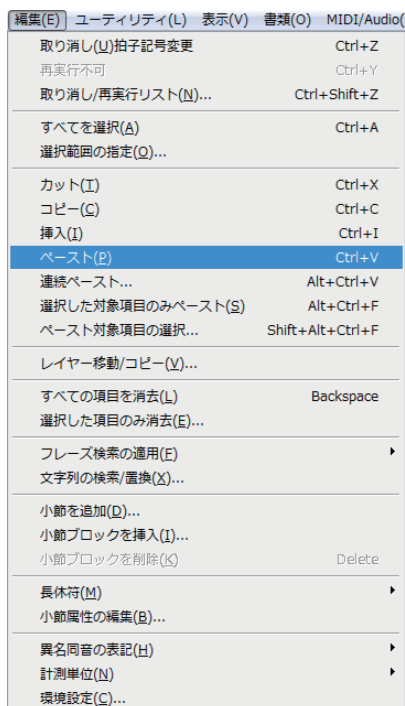 編集(E) ユーティリティ(L) 表示(V) 書類(O) MIDI/Audio(
取り消し(U)拍子記号変更 Ctrl+Z
再実行不可 Ctrl+Y
取り消し/再実行リスト(N)... Ctrl+Shift+Z
すべてを選択(A) Ctrl+A
選択範囲の指定(O)...
カット(T) Ctrl+X
コピー(C) Ctrl+C
挿入(I) Ctrl+I
ペースト(P) Ctrl+V
連続ペースト... Alt+Ctrl+V
選択した対象項目のみペースト(S) Alt+Ctrl+F
ペースト対象項目の選択... Shift+Alt+Ctrl+F
レイヤー移動/コピー(V)...
すべての項目を消去(L) Backspace
選択した項目のみ消去(E)...
フレーズ検索の適用(F)
文字列の検索/置換(X)...
小節を追加(D)...
小節ブロックを挿入(I)...
小節ブロックを削除(K) Delete
長休符(M)
小節属性の編集(B)...
異名同音の表記(H)
計測単位(N)
環境設定(C)...